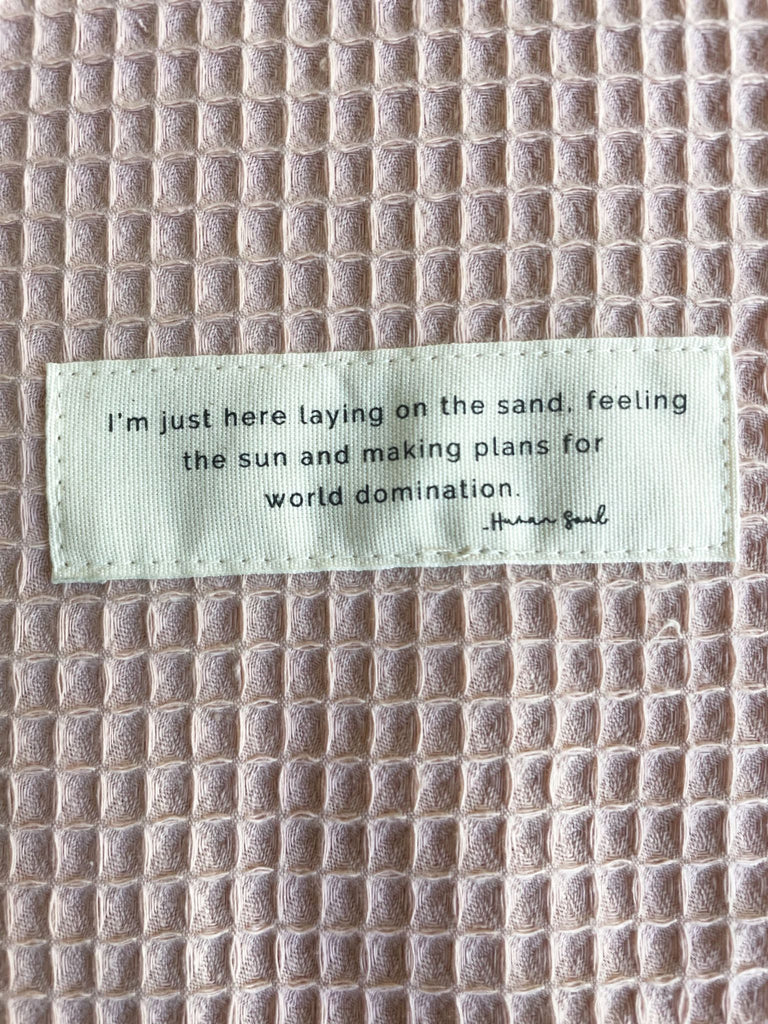 I'm just here laying on the sand, feeling
the sun and making plans for
world domination.
-Human Soul